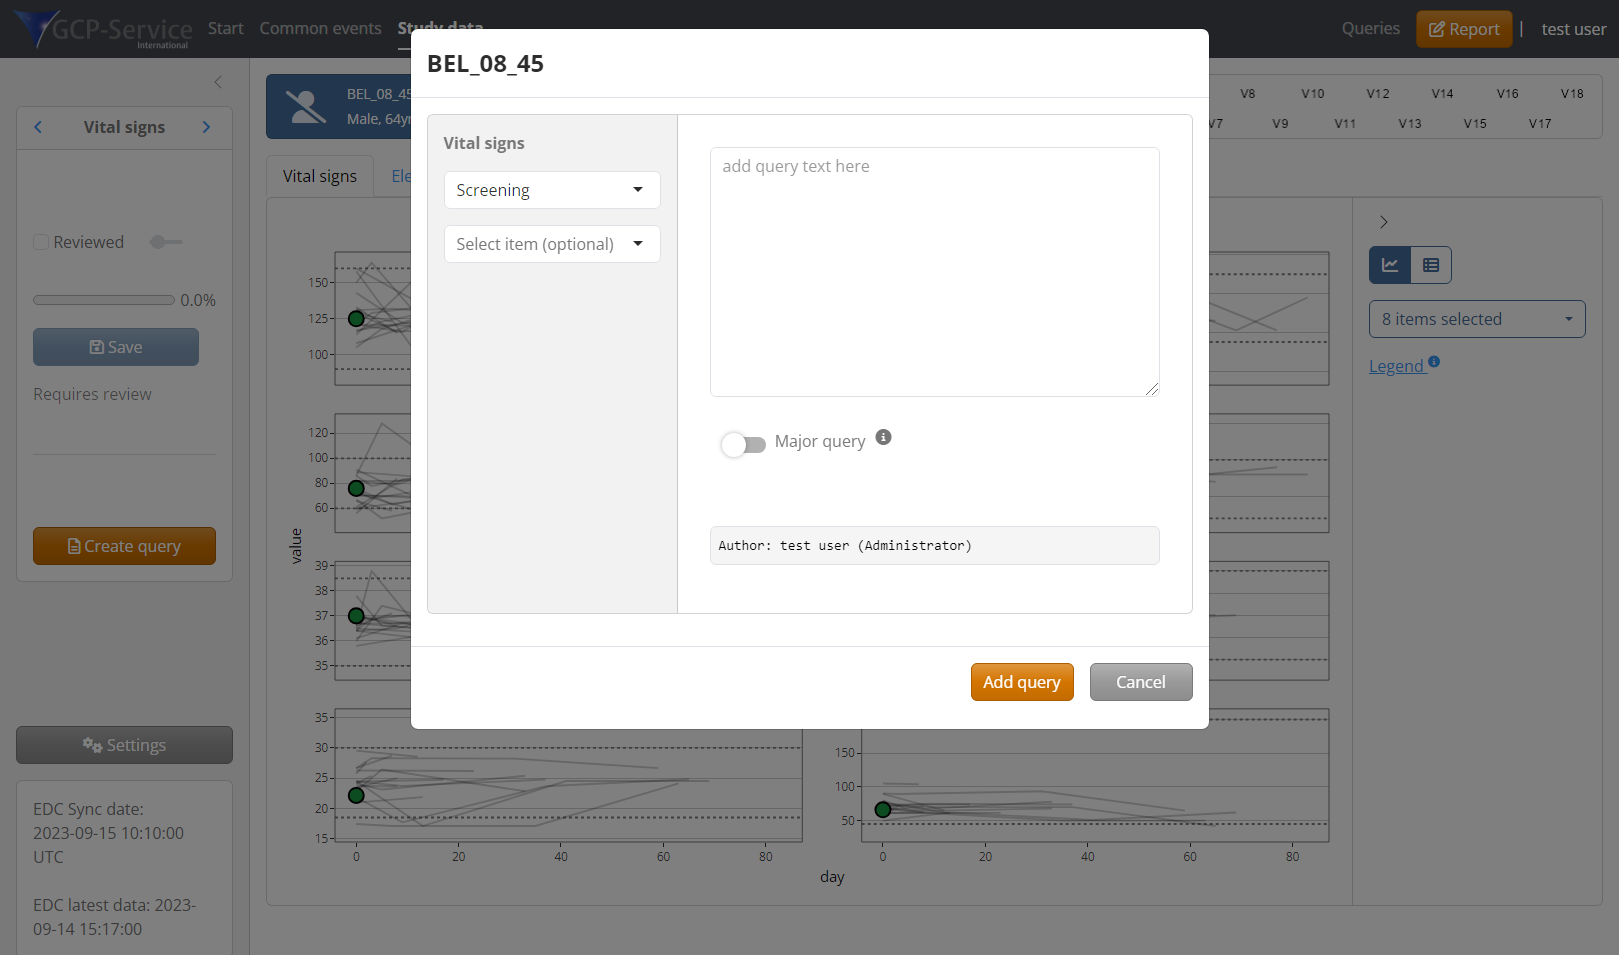 GCP-Service
International
Start
Common events
Study data
Queries
Report
|
test user
BEL_08_45
Vital signs
Reviewed
0.0%
Save
Requires review
Create query
Settings
EDC Sync date:
2023-09-15 10:10:00
UTC
EDC latest data: 2023-
09-14 15:17:00
BEL_08_45
Male, 64yr
V8
V10
V12
V14
V16
V18
V7
V9
V11
V13
V15
V17
Vital signs
Ele
Vital signs
Screening
Select item (optional)
add query text here
Major query
Author: test user (Administrator)
Add query
Cancel
8 items selected
Legend
value
150
125
100
120
100
80
60
39
38
37
36
35
35
30
25
20
15
0
20
40
60
80
150
100
50
0
20
40
60
80
day